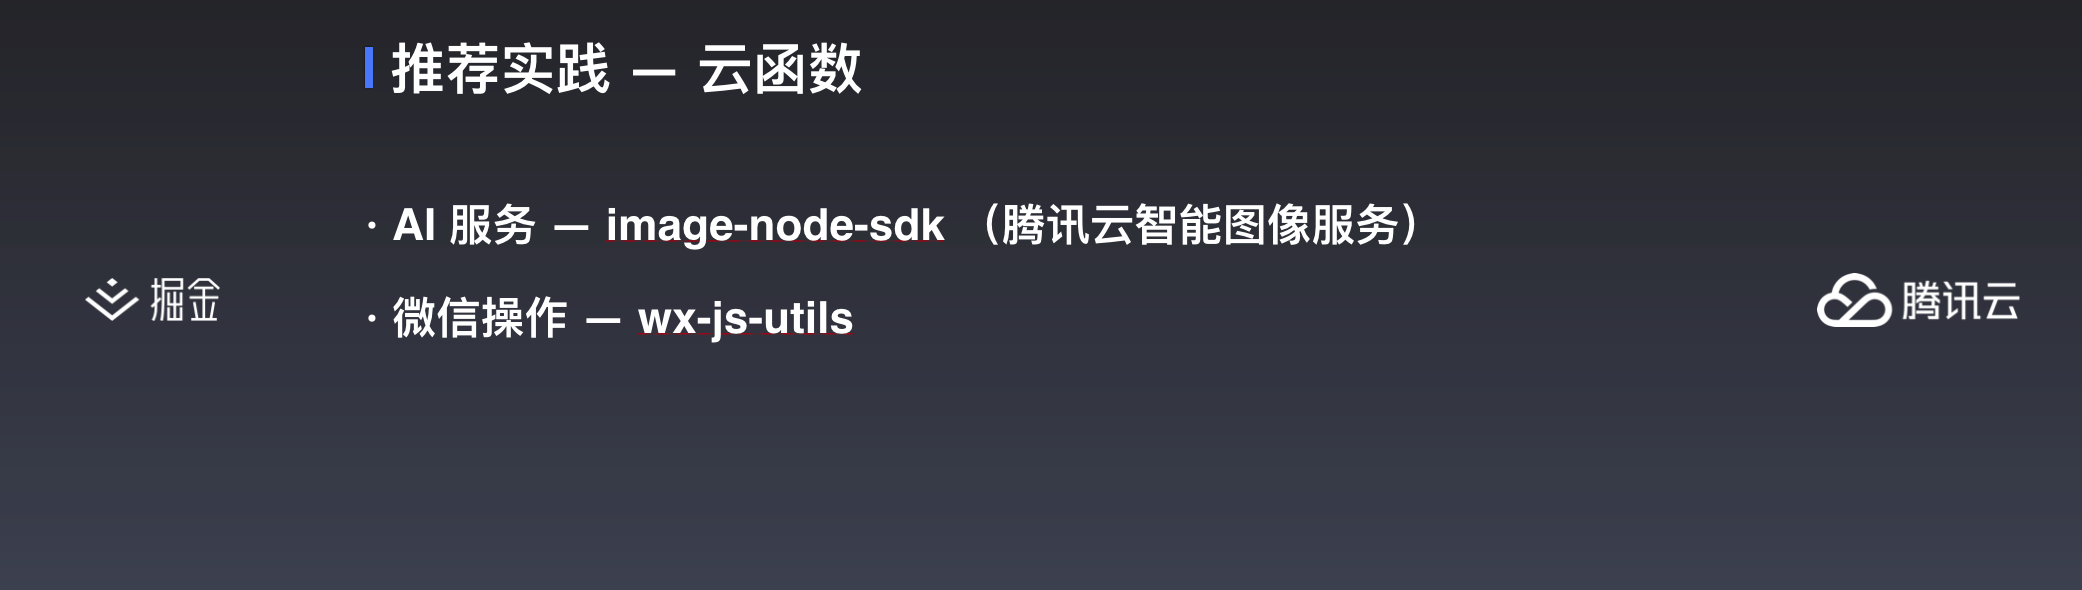 推荐实践 — 云函数
· AI 服务 — image-node-sdk （腾讯云智能图像服务）
· 微信操作 — wx-js-utils
掘金
腾讯云